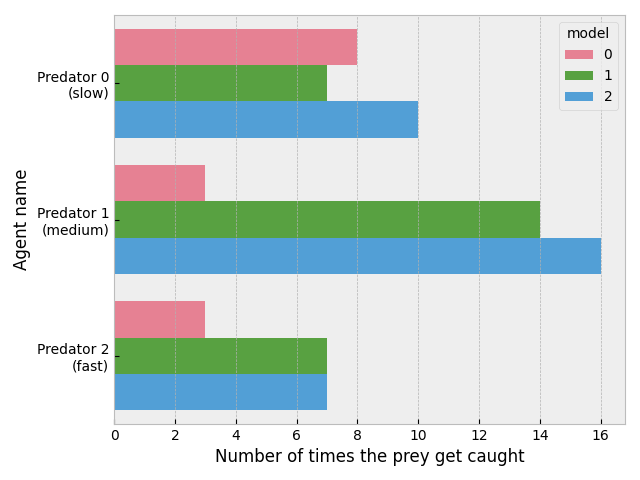 model
0
1
2
Predator 0
(slow)
Predator 1
(medium)
Predator 2
(fast)
Agent name
0 2 4 6 8 10 12 14 16
Number of times the prey get caught